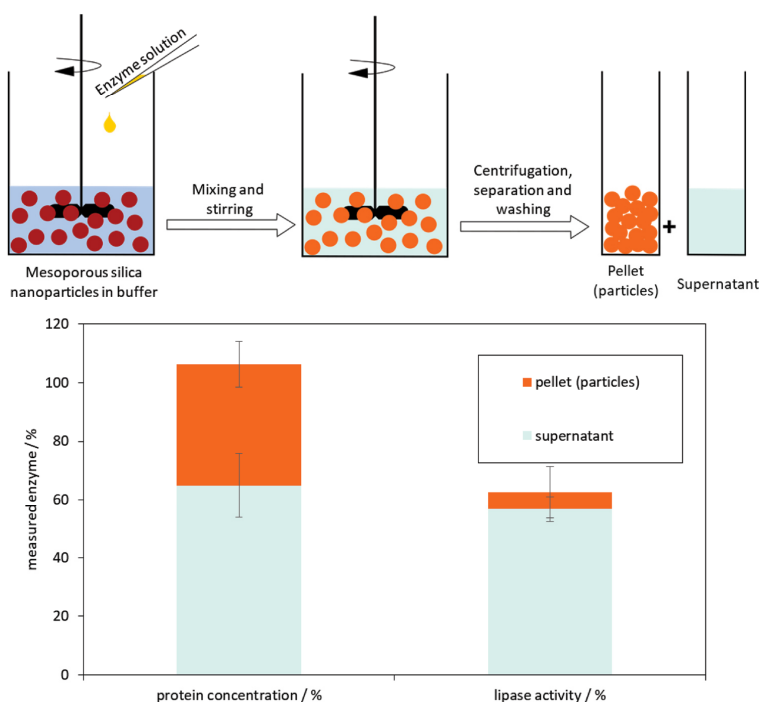 Enzyme solution
Mixing and
stirring
Centrifugation,
separation and
washing
+
Mesoporous silica
nanoparticles in buffer
Pellet
(particles)
Supernatant
120
100
80
60
40
20
0
measured enzyme / %
pellet (particles)
supernatant
protein concentration / %
lipase activity / %